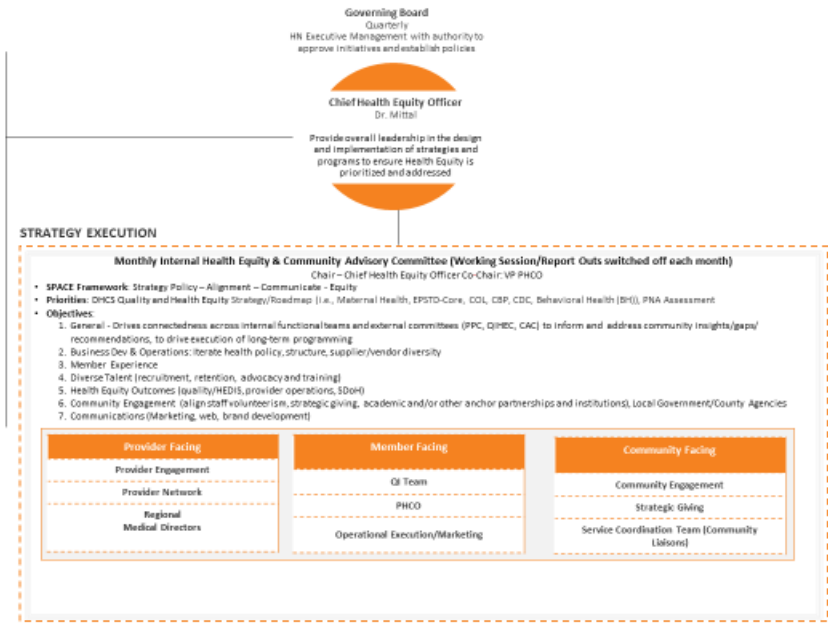 Governing Board
Quarterly
HN Executive Management with authority to
approve initiatives and establish policies
Chief Health Equity Officer
Dr. Mittal
Provide overall leadership in the design
and implementation of strategies and
programs to ensure Health Equity is
prioritized and addressed
STRATEGY EXECUTION
Monthly Internal Health Equity & Community Advisory Committee (Working Session/Report Outs switched off each month)
Chair – Chief Health Equity Officer Co-Chair: VP PHCO
• SPACE Framework: Strategy Policy – Alignment – Communicate - Equity
• Priorities: DHCS Quality and Health Equity Strategy/Roadmap (i.e., Maternal Health, EPSTD-Core, COL, CBP, CDC, Behavioral Health (BH)), PNA Assessment
• Objectives:
1. General - Drives connectedness across internal functional teams and external committees (PPC, QIHEC, CAC) to inform and address community insights/gaps/
recommendations, to drive execution of long-term programming
2. Business Dev & Operations: iterate health policy, structure, supplier/vendor diversity
3. Member Experience
4. Diverse Talent (recruitment, retention, advocacy and training)
5. Health Equity Outcomes (quality/HEDIS, provider operations, SDoH)
6. Community Engagement (align staff volunteerism, strategic giving, academic and/or other anchor partnerships and institutions), Local Government/County Agencies
7. Communications (Marketing, web, brand development)
Provider Facing
Provider Engagement
Provider Network
Regional
Medical Directors
Member Facing
QI Team
PHCO
Operational Execution/Marketing
Community Facing
Community Engagement
Strategic Giving
Service Coordination Team (Community
Liaisons)